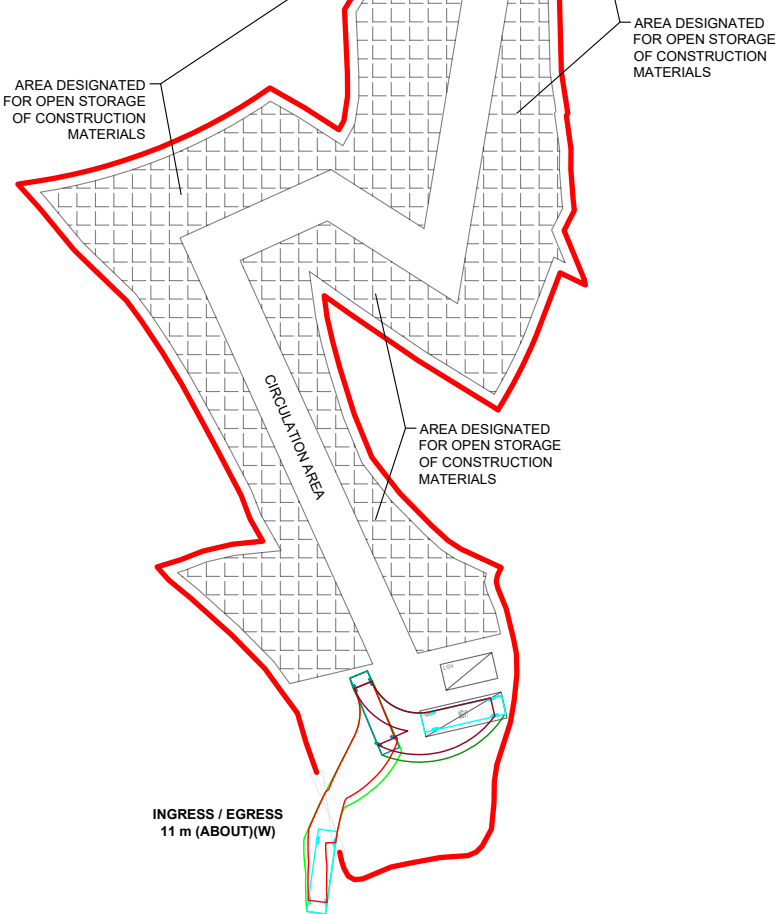 AREA DESIGNATED
FOR OPEN STORAGE
OF CONSTRUCTION
MATERIALS
AREA DESIGNATED
FOR OPEN STORAGE
OF CONSTRUCTION
MATERIALS
CIRCULATION AREA
AREA DESIGNATED
FOR OPEN STORAGE
OF CONSTRUCTION
MATERIALS
LGV
INGRESS / EGRESS
11 m (ABOUT)(W)